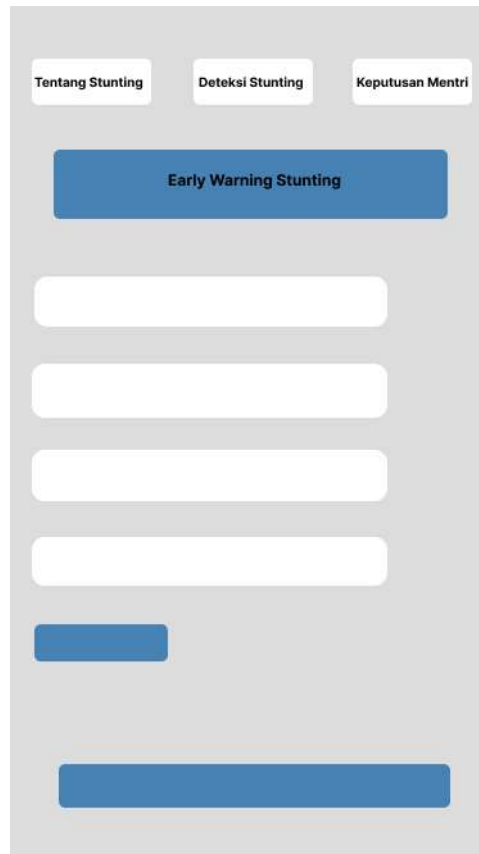 Tentang Stunting
Deteksi Stunting
Keputusan Mentri
Early Warning Stunting